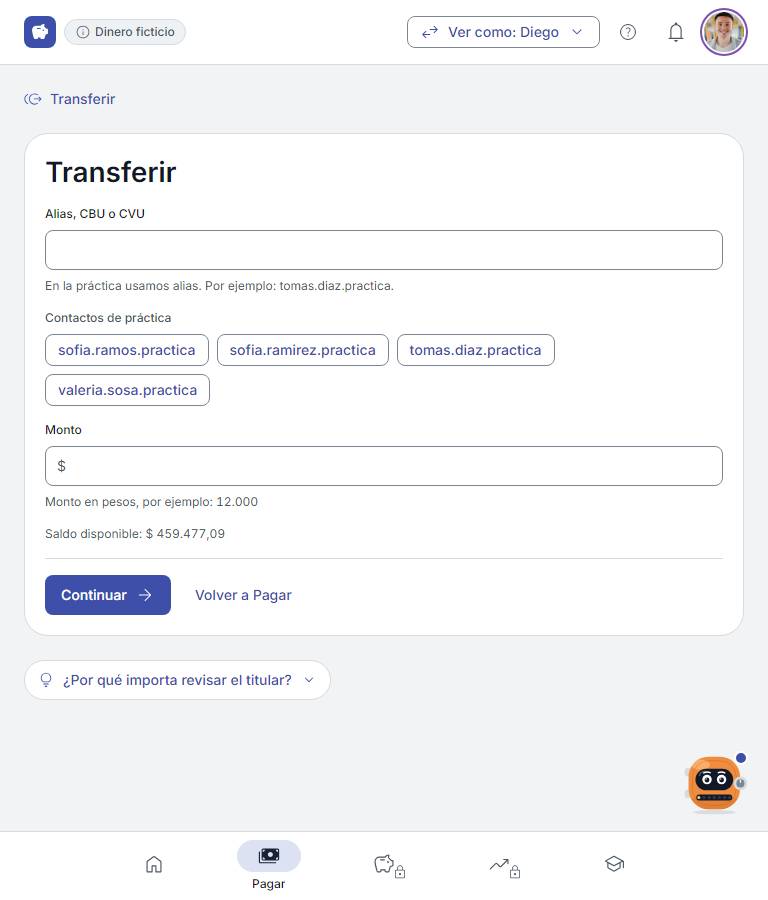 Dinero ficticio
Ver como: Diego
Transferir
Transferir
Alias, CBU o CVU
En la práctica usamos alias. Por ejemplo: tomas.diaz.practica.
Contactos de práctica
sofia.ramos.practica sofia.ramirez.practica tomas.diaz.practica
valeria.sosa.practica
Monto
$
Monto en pesos, por ejemplo: 12.000
Saldo disponible: $ 459.477,09
Continuar Volver a Pagar
¿Por qué importa revisar el titular?
Pagar